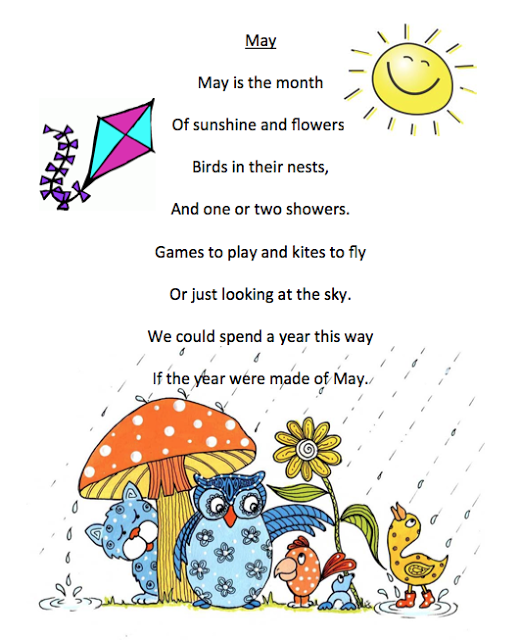 May
May is the month
Of sunshine and flowers
Birds in their nests,
And one or two showers.
Games to play and kites to fly
Or just looking at the sky.
We could spend a year this way
If the year were made of May.